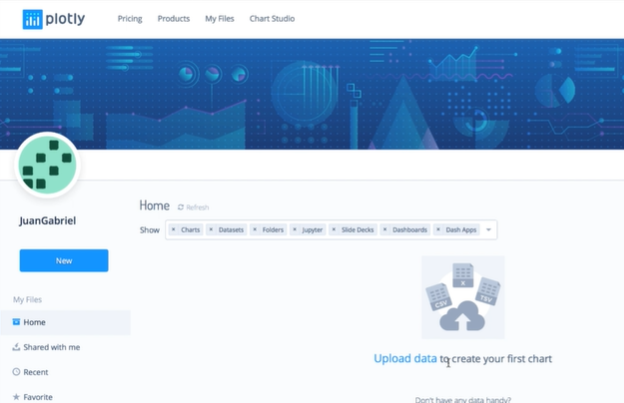 plotly Pricing Products My Files Chart Studio
JuanGabriel
New
My Files
Home
Shared with me
Recent
Favorite
Home Refresh
Show × Charts × Datasets × Folders × Jupyter × Slide Decks × Dashboards × Dash Apps
CSV X TSV
Upload data to create your first chart
Don't have any data handy?